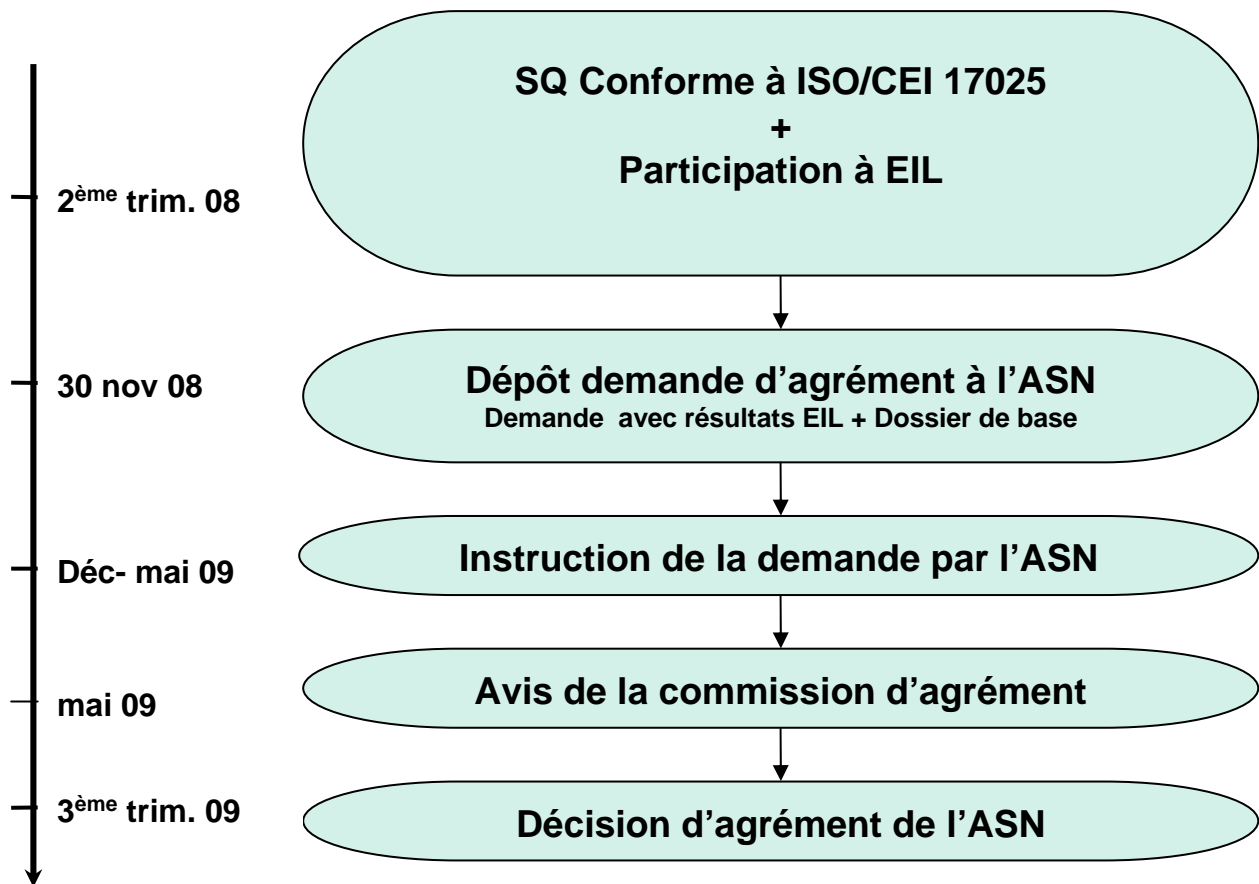 SQ Conforme à ISO/CEI 17025
+
Participation à EIL
2ème trim. 08
30 nov 08
Dépôt demande d'agrément à l'ASN
Demande avec résultats EIL + Dossier de base
Déc- mai 09
Instruction de la demande par l'ASN
mai 09
Avis de la commission d'agrément
3ème trim. 09
Décision d'agrément de l'ASN